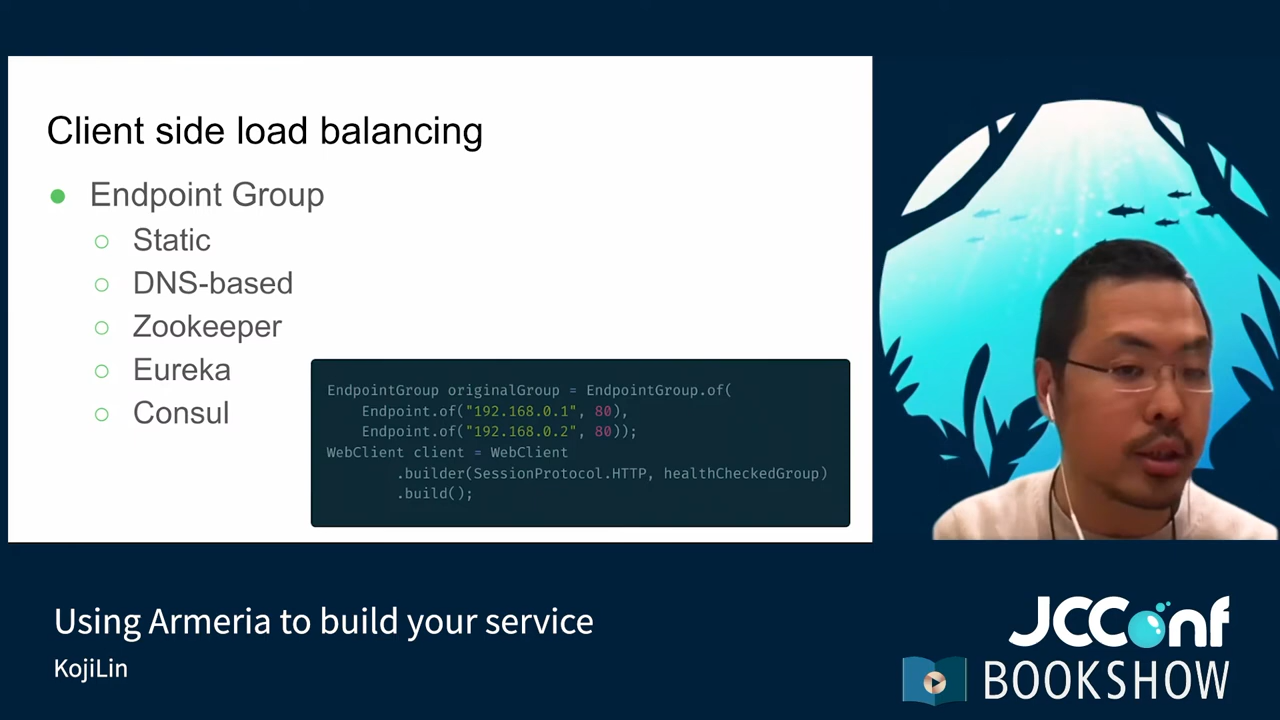 Client side load balancing
● Endpoint Group
○ Static
○ DNS-based
○ Zookeeper
○ Eureka
○ Consul
EndpointGroup originalGroup = EndpointGroup.of(
    Endpoint.of("192.168.0.1", 80),
    Endpoint.of("192.168.0.2", 80));
WebClient client = WebClient
        .builder(SessionProtocol.HTTP, healthCheckedGroup)
        .build();
Using Armeria to build your service
KojiLin
JCConf
BOOKSHOW